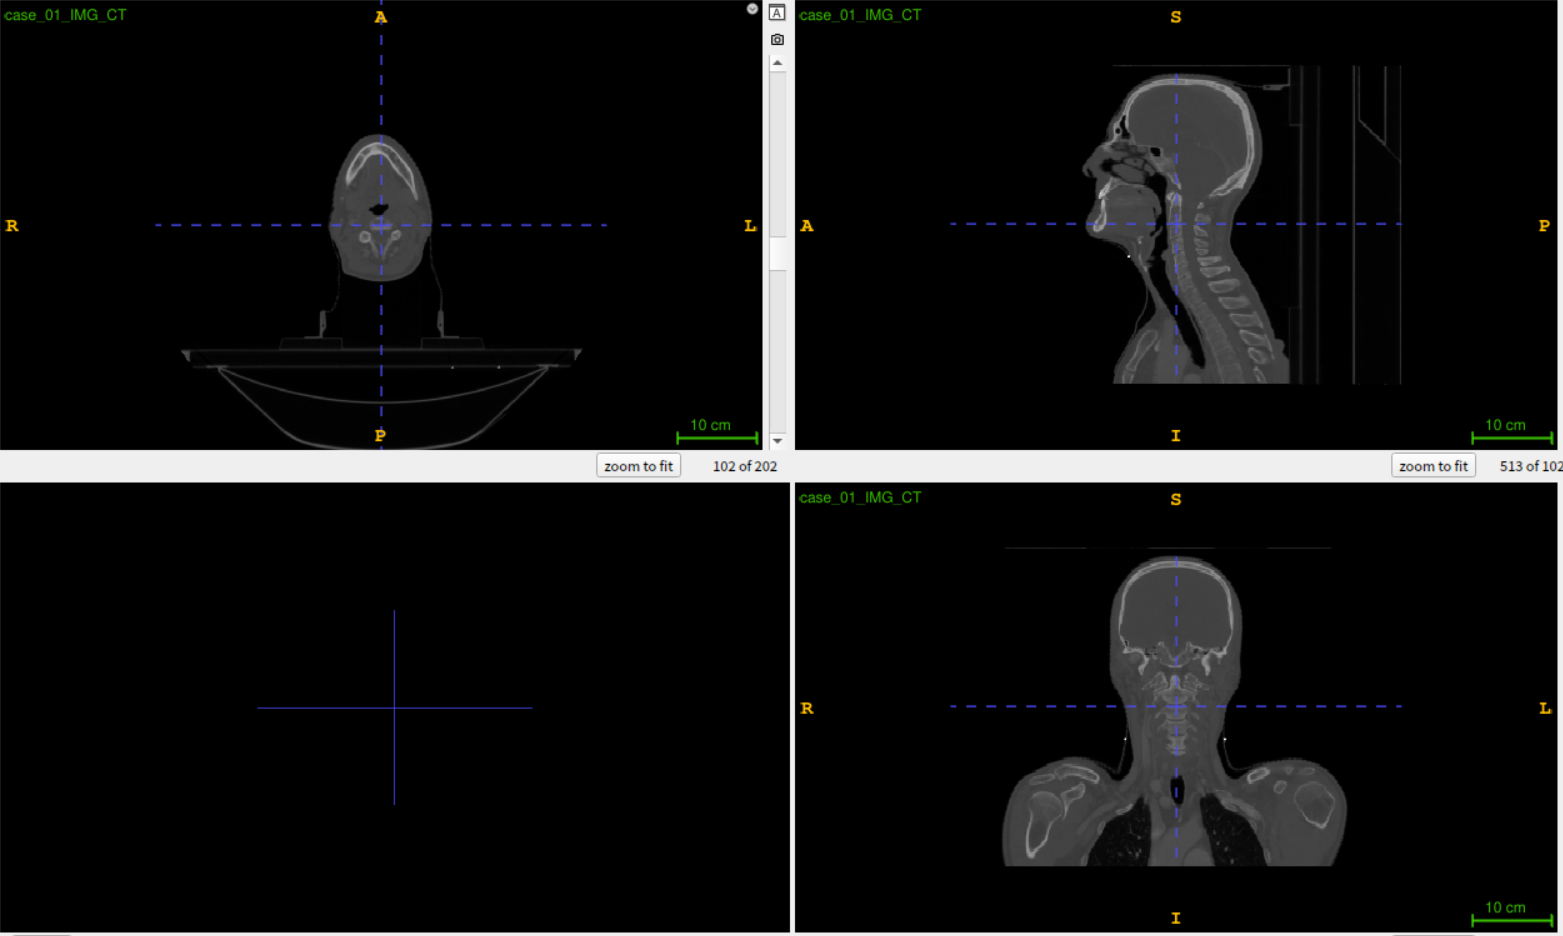 case_01_IMG_CT
A
R
L
P
10 cm
zoom to fit
102 of 202
A
case_01_IMG_CT
S
A
P
I
10 cm
zoom to fit
513 of 102
case_01_IMG_CT
S
R
L
I
10 cm